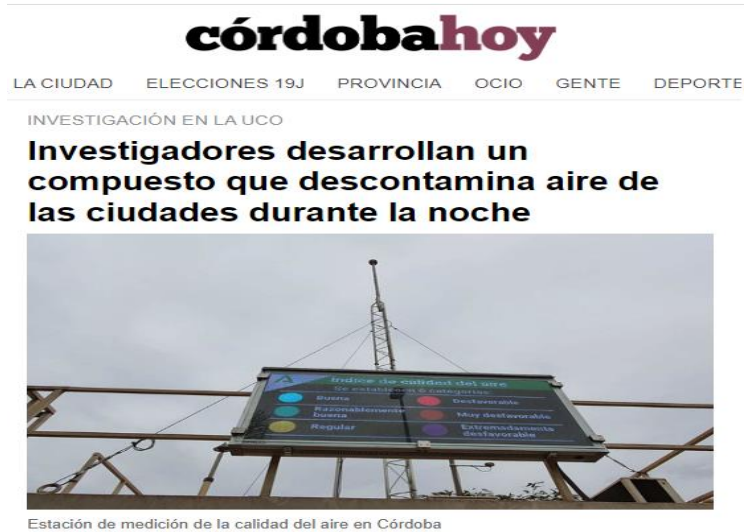 córdobahoy
LA CIUDAD ELECCIONES 19J PROVINCIA OCIO GENTE DEPORTE
INVESTIGACIÓN EN LA UCO
Investigadores desarrollan un
compuesto que descontamina aire de
las ciudades durante la noche
Índice de calidad del aire
Se establecen 6 categorías
Buena Desfavorable
Razonablemente buena Muy desfavorable
Regular Extremadamente desfavorable
Estación de medición de la calidad del aire en Córdoba